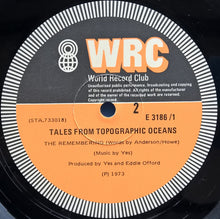 WRC
World Record Club
Unauthorised public performance, broadcasting and copying
of this record prohibited. All rights of the manufacturer
and of the owner of the recorded work are reserved.
(STA.733018)
2
E 3186/1
TALES FROM TOPOGRAPHIC OCEANS
THE REMEMBERING (Words by Anderson/Howe)
(Music by Yes)
Produced by Yes and Eddie Offord
(P) 1973